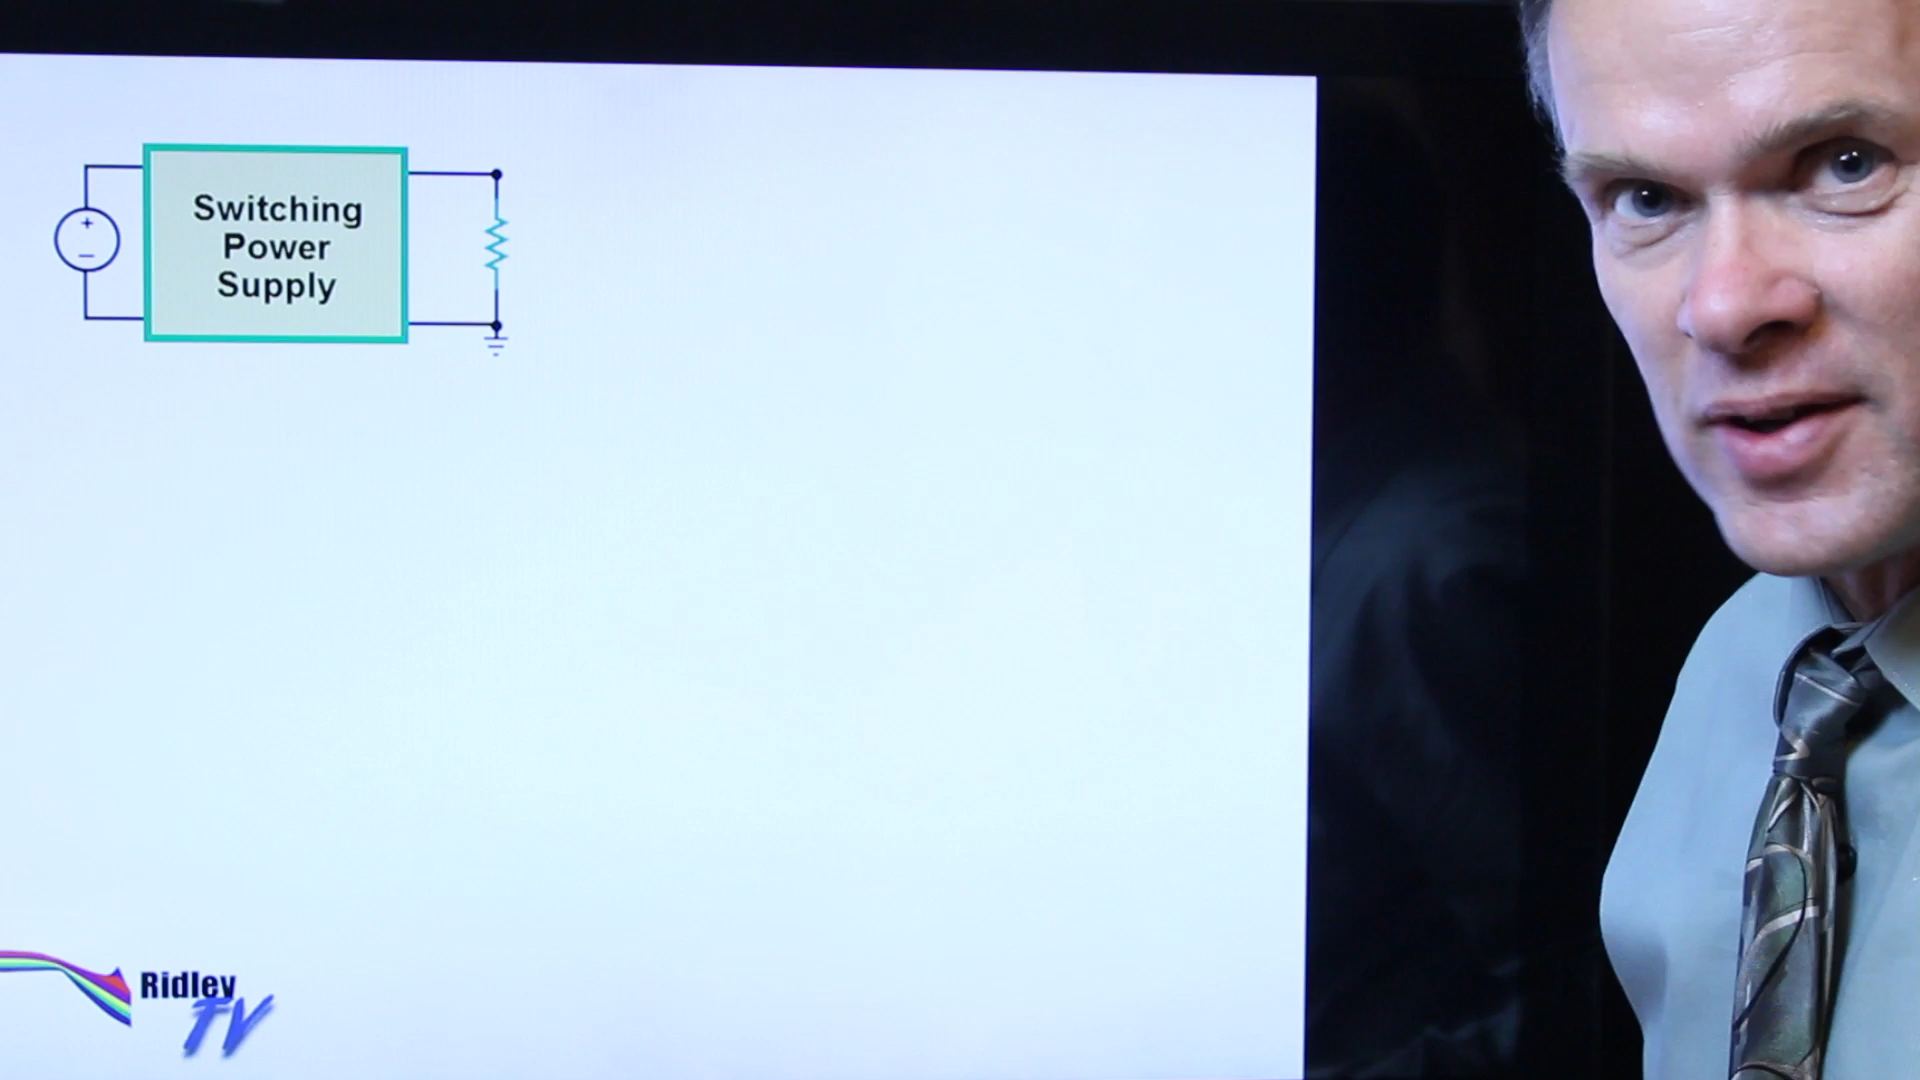 Switching
Power
Supply
+
–
Ridley
TV